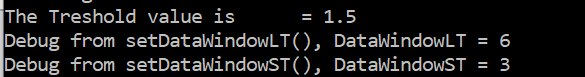 The Treshold value is      = 1.5
Debug from setDataWindowLT(), DataWindowLT = 6
Debug from setDataWindowST(), DataWindowST = 3